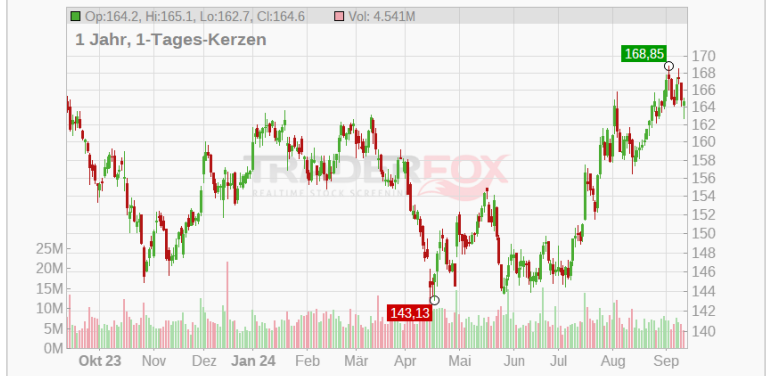 Op:164.2, Hi:165.1, Lo:162.7, Cl:164.6 Vol: 4.541M
1 Jahr, 1-Tages-Kerzen
168,85
170
168
166
164
162
160
158
156
154
152
150
148
146
144
142
140
TRADERFOX
REALTIME STOCK SCREENING
25M
20M
15M
10M
5M
0M
143,13
Okt 23 Nov Dez Jan 24 Feb Mär Apr Mai Jun Jul Aug Sep